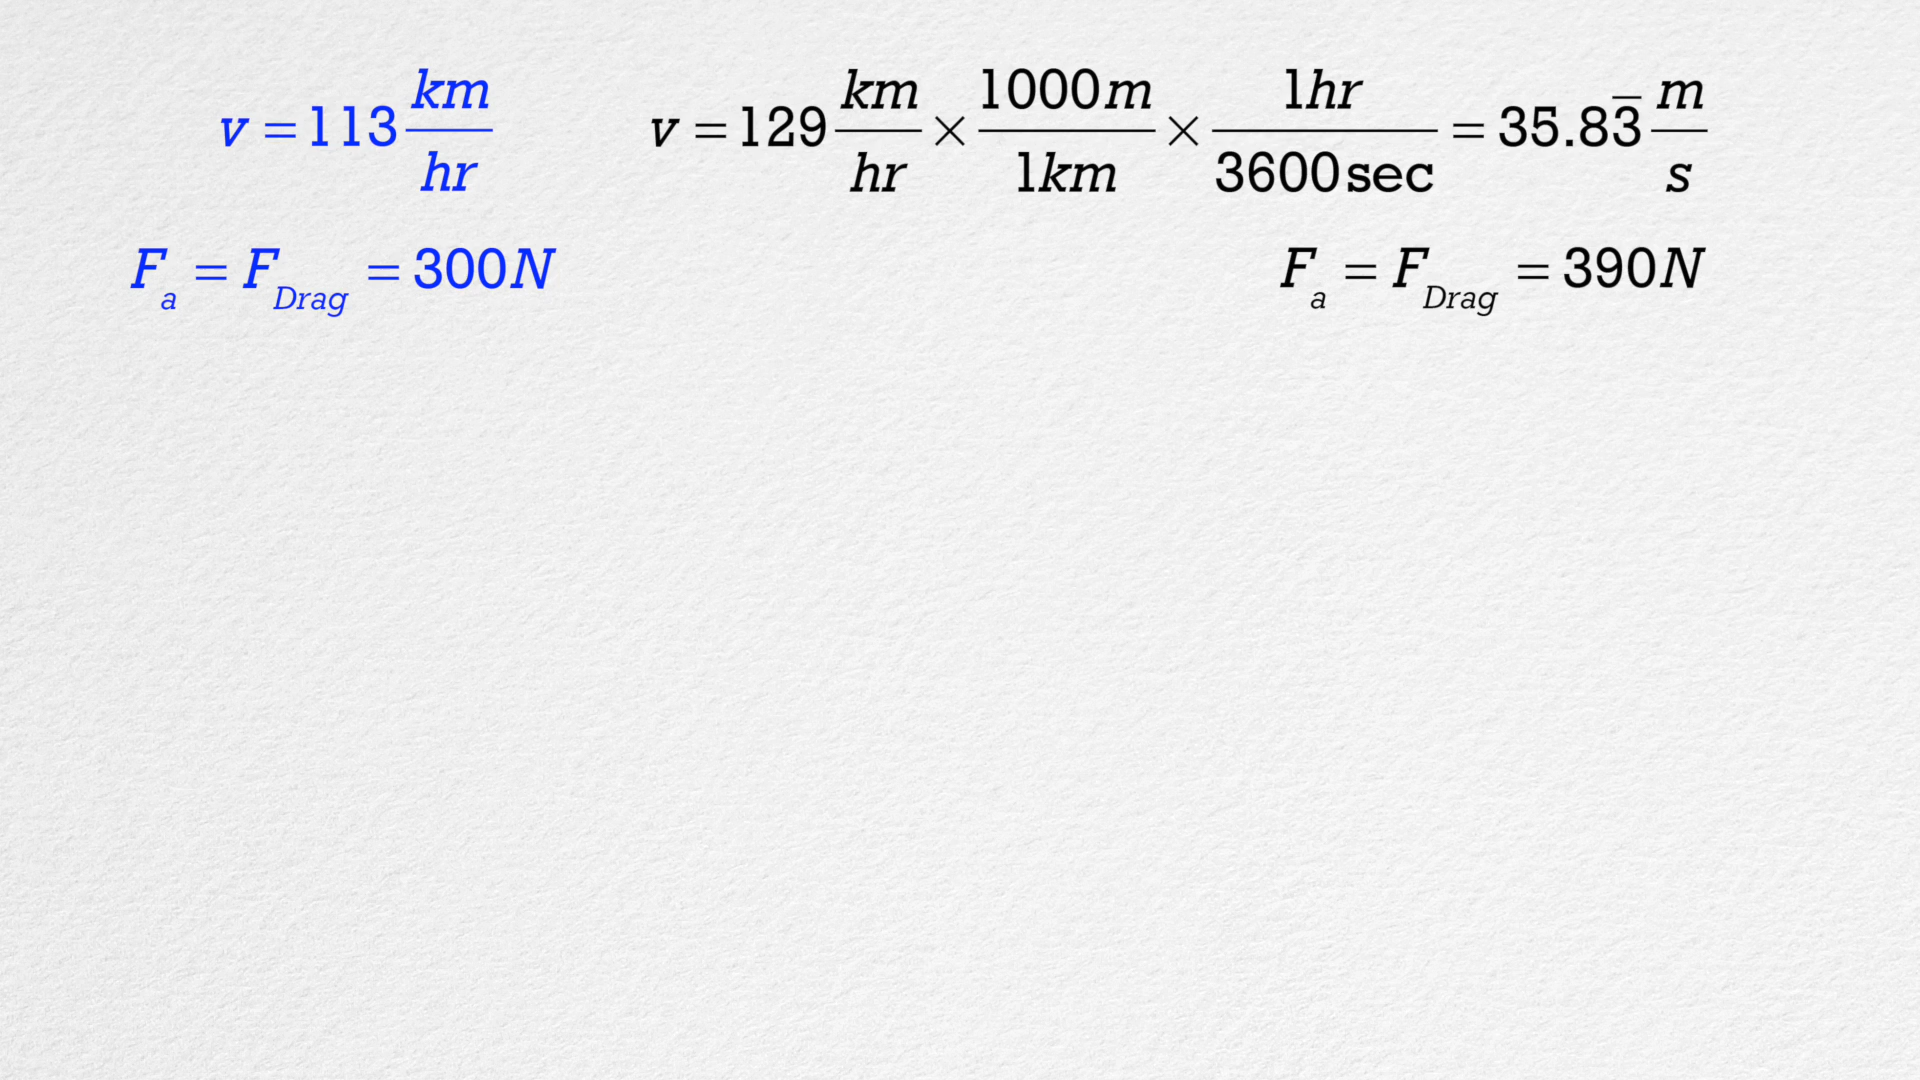 v = 113 km/hr
v = 129 km/hr × 1000m/1km × 1hr/3600sec = 35.83̅ m/s
F_a = F_Drag = 300N
F_a = F_Drag = 390N